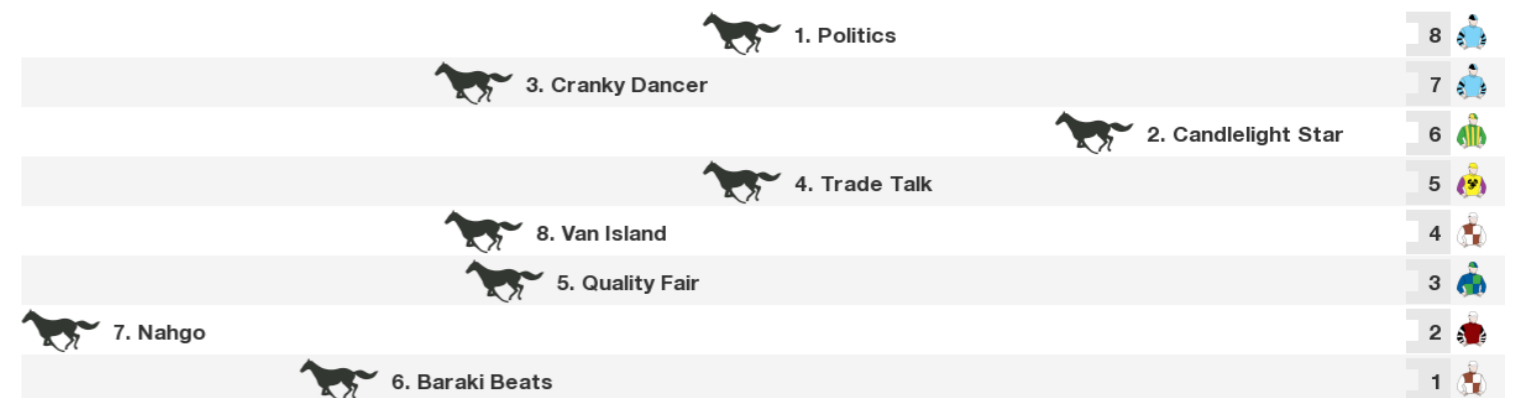 1. Politics 8
3. Cranky Dancer 7
2. Candlelight Star 6
4. Trade Talk 5
8. Van Island 4
5. Quality Fair 3
7. Nahgo 2
6. Baraki Beats 1